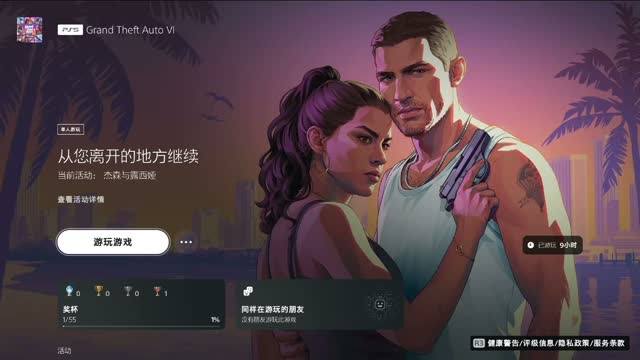 PS5 Grand Theft Auto VI
单人游玩
从您离开的地方继续
当前活动： 杰森与露西娅
查看活动详情
游玩游戏 •••
已游玩 9小时
0 0 0 1
奖杯
1/55 1%
同样在游玩的朋友
没有朋友游玩此游戏
R3 健康警告/评级信息/隐私政策/服务条款
活动